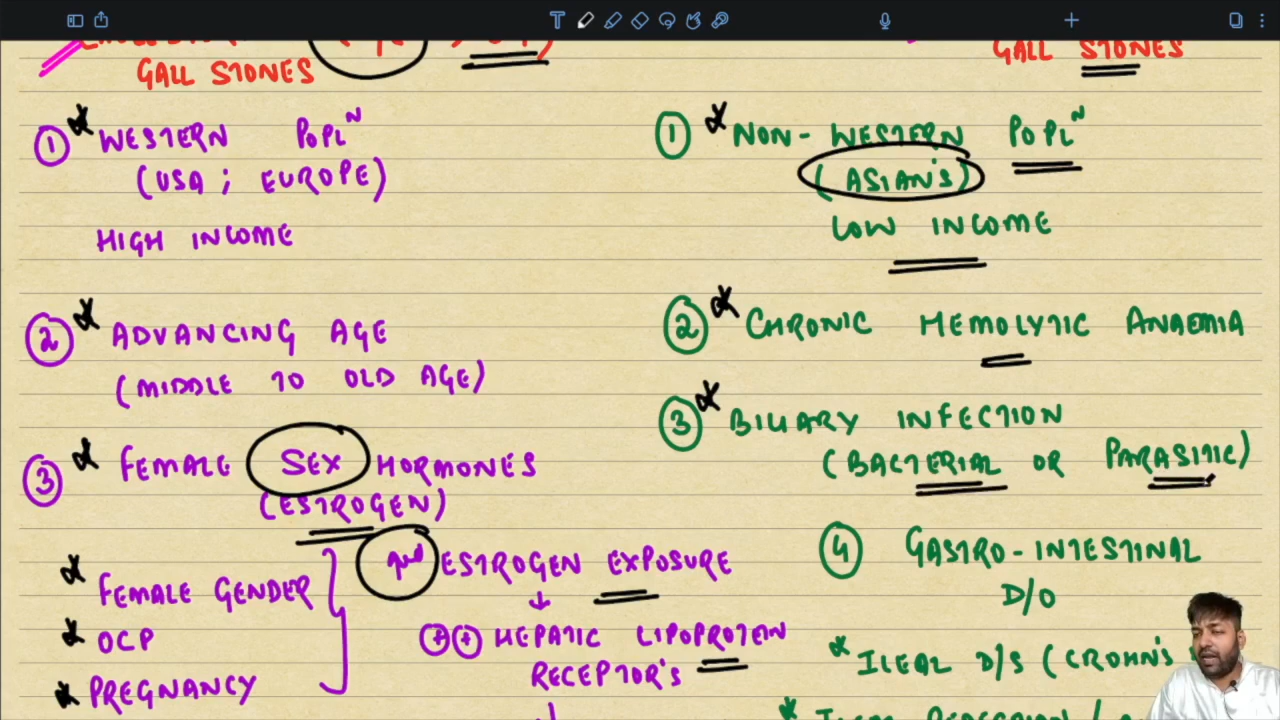 GALL STONES
① WESTERN POPLᴺ
(USA ; EUROPE)
HIGH INCOME
② ADVANCING AGE
(MIDDLE TO OLD AGE)
③ FEMALE SEX HORMONES
(ESTROGEN)
FEMALE GENDER
OCP
PREGNANCY
ESTROGEN EXPOSURE
↓
⊕⊕ HEPATIC LIPOPROTEIN
RECEPTOR'S
GALL STONES
① NON-WESTERN POPLᴺ
(ASIAN'S)
LOW INCOME
② CHRONIC HEMOLYTIC ANAEMIA
③ BILIARY INFECTION
(BACTERIAL OR PARASITIC)
④ GASTRO-INTESTINAL
D/O
ILEAL D/S (CROHN'S